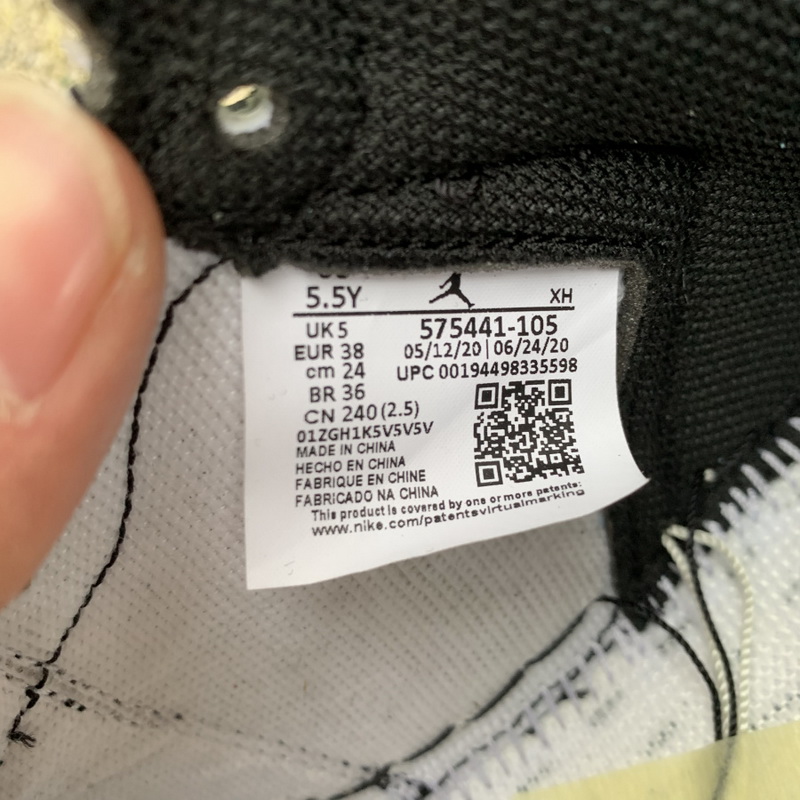 5.5Y
XH
UK 5
575441-105
EUR 38
05/12/20 | 06/24/20
cm 24
UPC 00194498335598
BR 36
CN 240 (2.5)
01ZGH1K5V5V5V
MADE IN CHINA
HECHO EN CHINA
FABRIQUE EN CHINE
FABRICADO NA CHINA
This product is covered by one or more patents:
www.nike.com/patentsvirtualmarking